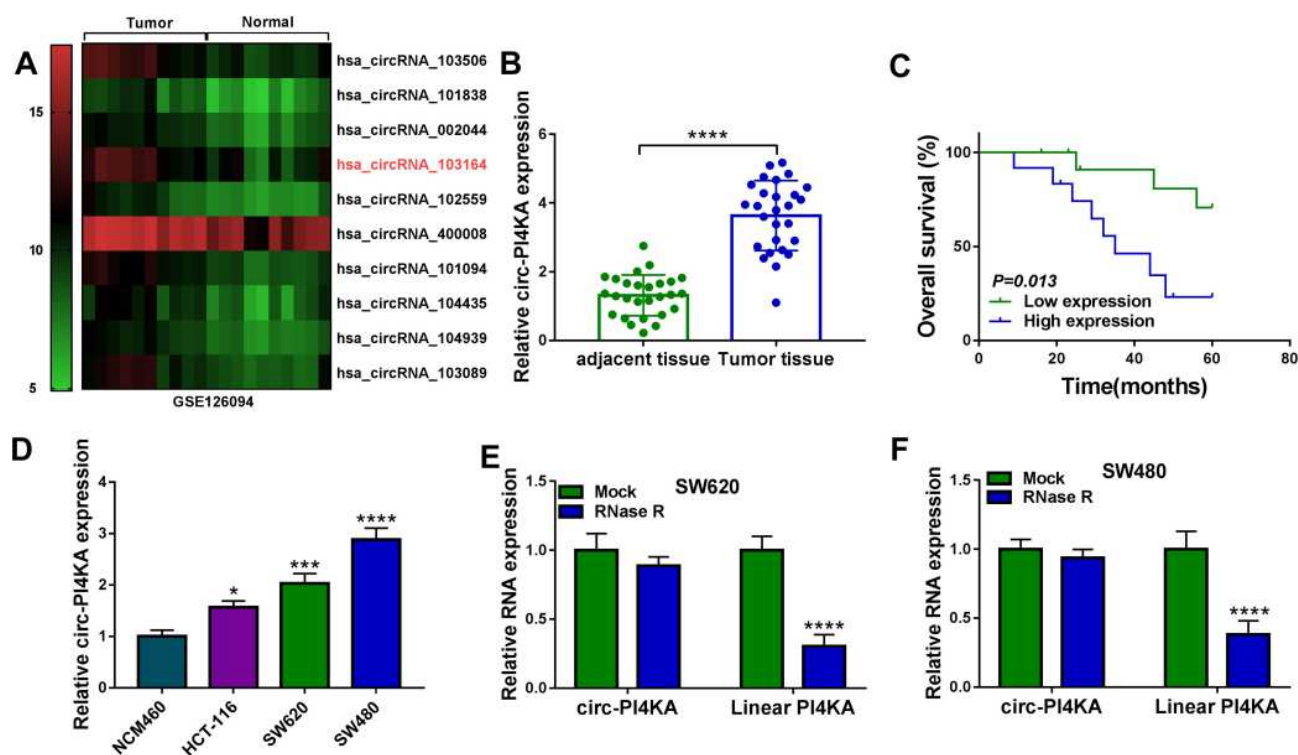 A
Tumor Normal
15
10
5
hsa_circRNA_103506
hsa_circRNA_101838
hsa_circRNA_002044
hsa_circRNA_103164
hsa_circRNA_102559
hsa_circRNA_400008
hsa_circRNA_101094
hsa_circRNA_104435
hsa_circRNA_104939
hsa_circRNA_103089
GSE126094
B
Relative circ-PI4KA expression
6
4
2
0
****
adjacent tissue Tumor tissue
C
Overall survival (%)
100
50
0
P=0.013
Low expression
High expression
0 20 40 60 80
Time(months)
D
Relative circ-PI4KA expression
4
3
2
1
0
* *** ****
NCM460 HCT-116 SW620 SW480
E
Relative RNA expression
1.5
1.0
0.5
0.0
SW620
Mock
RNase R
****
circ-PI4KA Linear PI4KA
F
Relative RNA expression
1.5
1.0
0.5
0.0
SW480
Mock
RNase R
****
circ-PI4KA Linear PI4KA